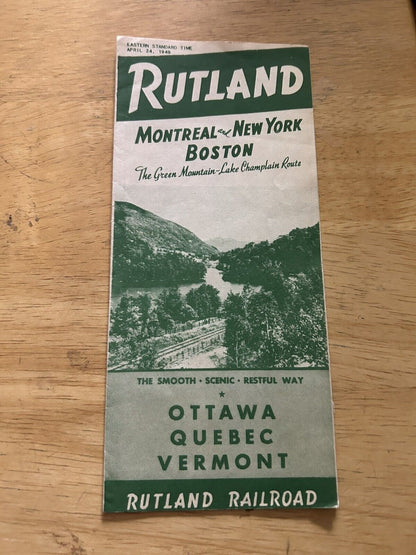 EASTERN STANDARD TIME
APRIL 24, 1949
RUTLAND
MONTREAL and NEW YORK
BOSTON
The Green Mountain-Lake Champlain Route
THE SMOOTH • SCENIC • RESTFUL WAY
OTTAWA
QUEBEC
VERMONT
RUTLAND RAILROAD